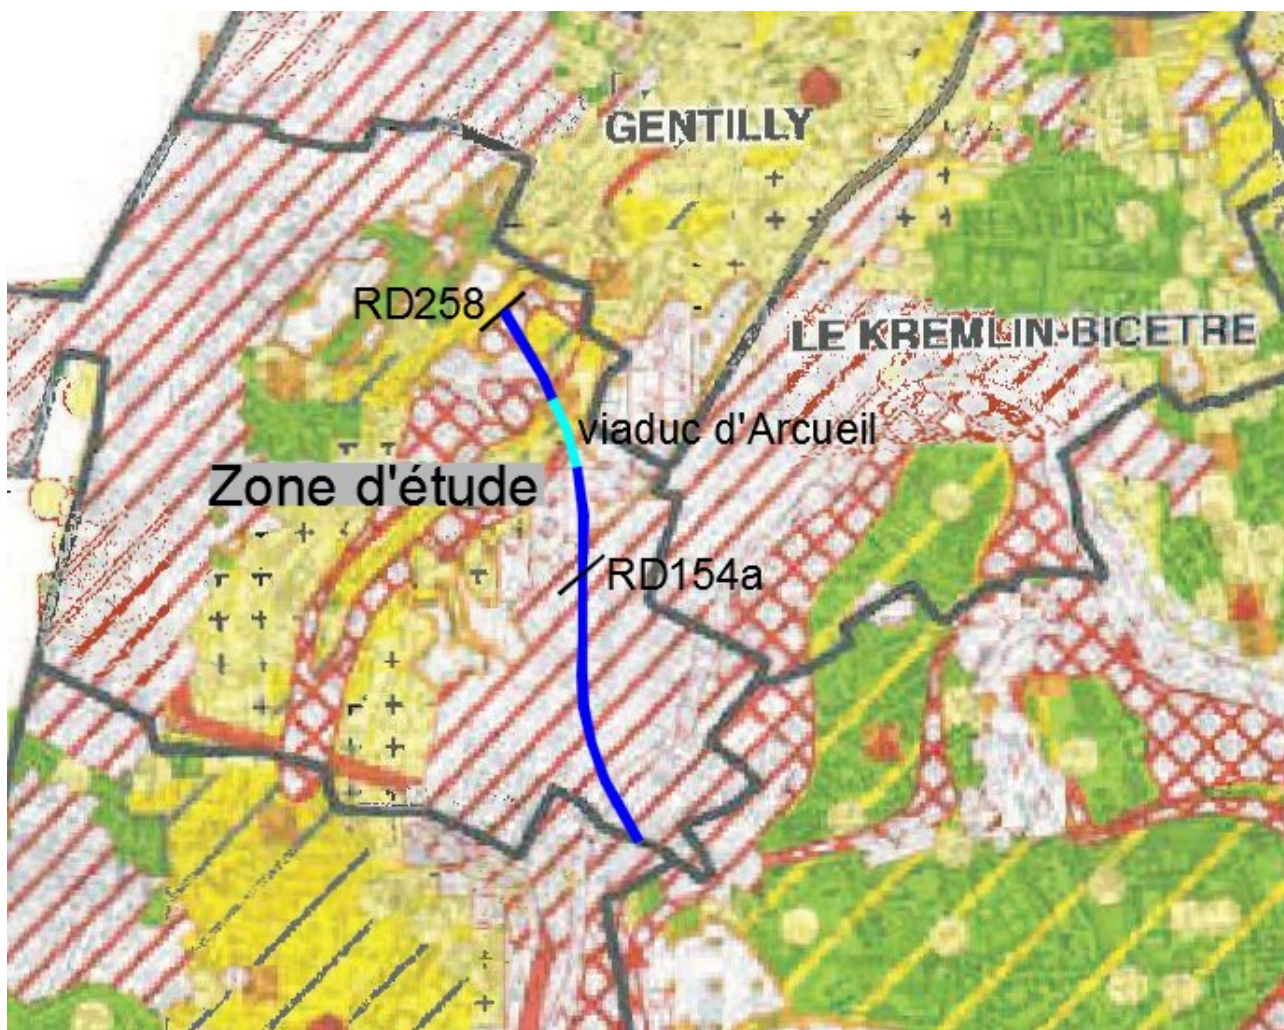 GENTILLY
RD258
LE KREMLIN-BICETRE
viaduc d'Arcueil
Zone d'étude
RD154a